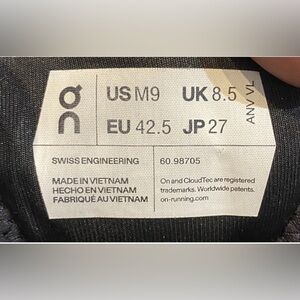 on
US M9 UK 8.5
EU 42.5 JP 27
ANV VL
SWISS ENGINEERING
60.98705
MADE IN VIETNAM
HECHO EN VIETNAM
FABRIQUÉ AU VIETNAM
On and CloudTec are registered
trademarks. Worldwide patents.
on-running.com